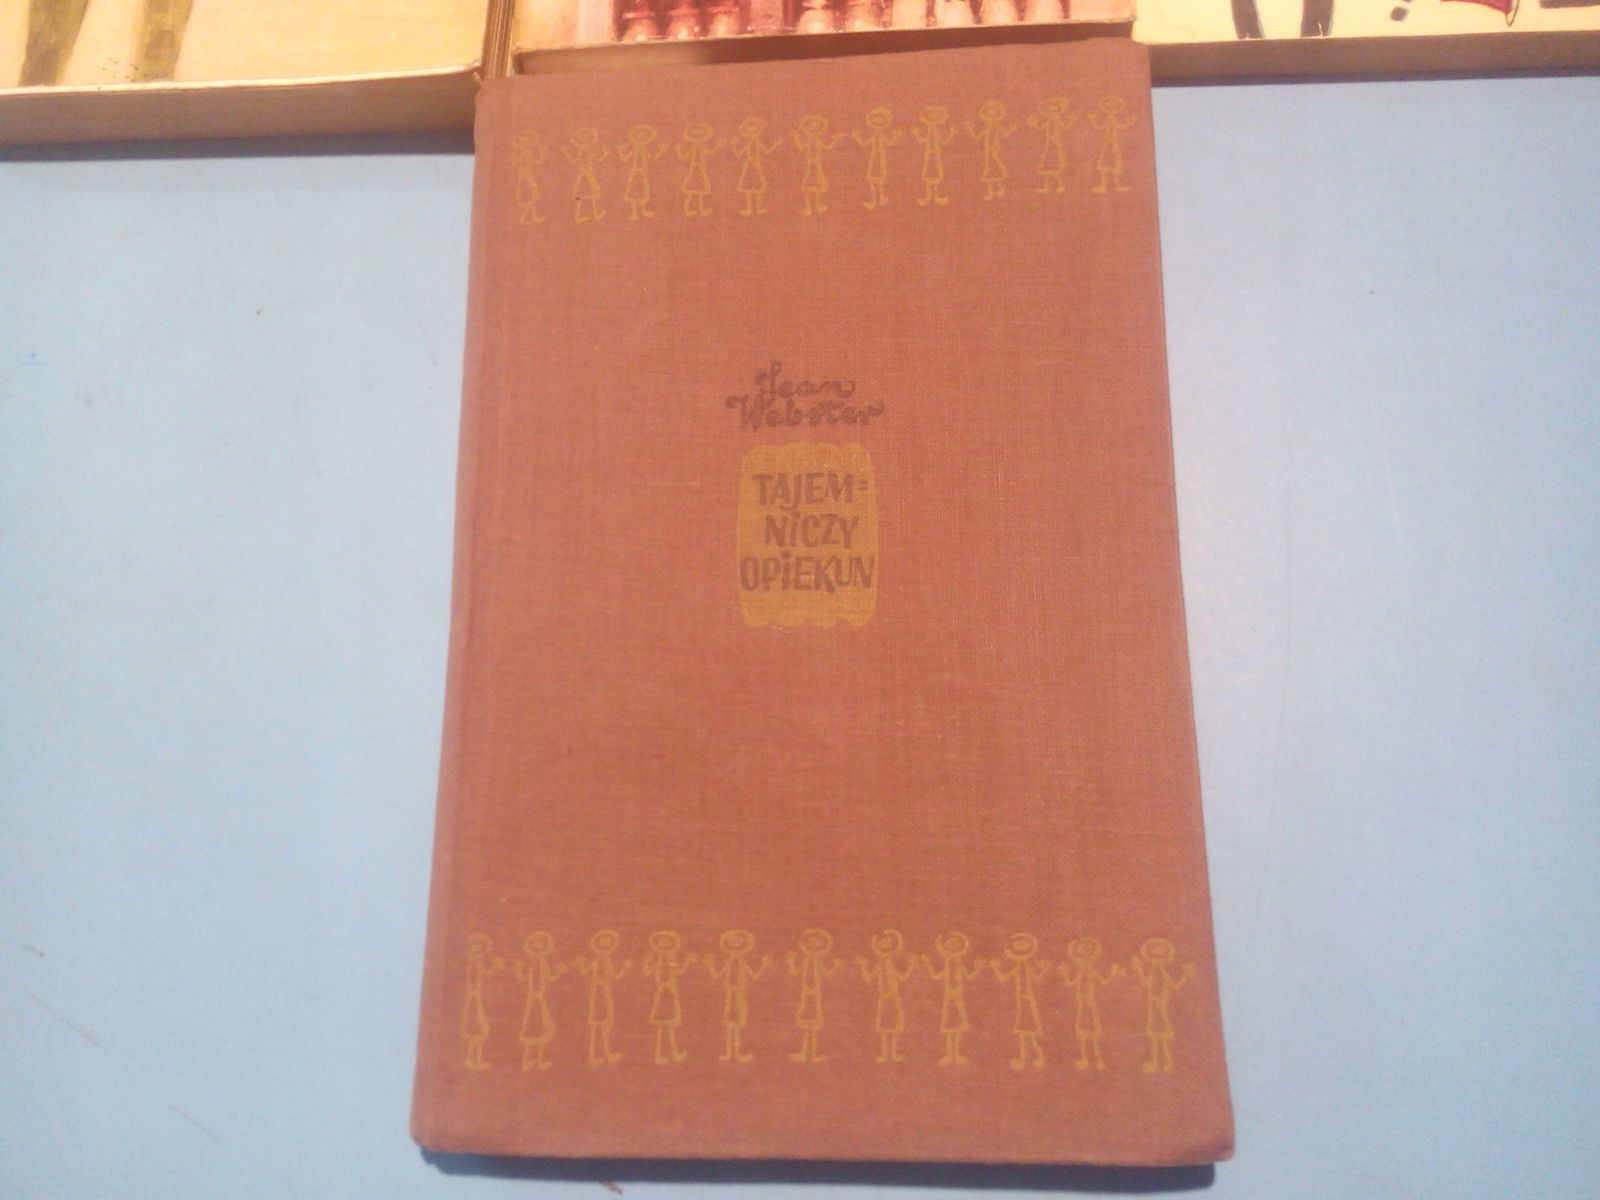 Jean
Webster
TAJEM=
NiCZY
OPiEKUN